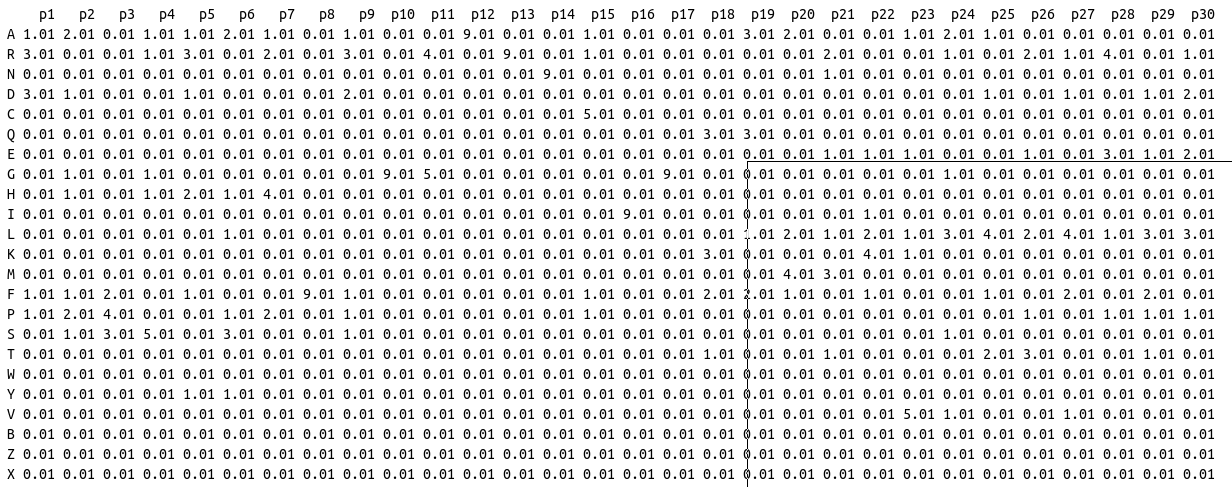 p1 p2 p3 p4 p5 p6 p7 p8 p9 p10 p11 p12 p13 p14 p15 p16 p17 p18 p19 p20 p21 p22 p23 p24 p25 p26 p27 p28 p29 p30
A 1.01 2.01 0.01 1.01 1.01 2.01 1.01 0.01 1.01 0.01 0.01 9.01 0.01 0.01 1.01 0.01 0.01 0.01 3.01 2.01 0.01 0.01 1.01 2.01 1.01 0.01 0.01 0.01 0.01 0.01
R 3.01 0.01 0.01 1.01 3.01 0.01 2.01 0.01 3.01 0.01 4.01 0.01 9.01 0.01 1.01 0.01 0.01 0.01 0.01 0.01 2.01 0.01 0.01 1.01 0.01 2.01 1.01 4.01 0.01 1.01
N 0.01 0.01 0.01 0.01 0.01 0.01 0.01 0.01 0.01 0.01 0.01 0.01 0.01 9.01 0.01 0.01 0.01 0.01 0.01 0.01 1.01 0.01 0.01 0.01 0.01 0.01 0.01 0.01 0.01 0.01
D 3.01 1.01 0.01 0.01 1.01 0.01 0.01 0.01 2.01 0.01 0.01 0.01 0.01 0.01 0.01 0.01 0.01 0.01 0.01 0.01 0.01 0.01 0.01 0.01 1.01 0.01 1.01 0.01 1.01 2.01
C 0.01 0.01 0.01 0.01 0.01 0.01 0.01 0.01 0.01 0.01 0.01 0.01 0.01 0.01 5.01 0.01 0.01 0.01 0.01 0.01 0.01 0.01 0.01 0.01 0.01 0.01 0.01 0.01 0.01 0.01
Q 0.01 0.01 0.01 0.01 0.01 0.01 0.01 0.01 0.01 0.01 0.01 0.01 0.01 0.01 0.01 0.01 0.01 3.01 3.01 0.01 0.01 0.01 0.01 0.01 0.01 0.01 0.01 0.01 0.01 0.01
E 0.01 0.01 0.01 0.01 0.01 0.01 0.01 0.01 0.01 0.01 0.01 0.01 0.01 0.01 0.01 0.01 0.01 0.01 0.01 0.01 1.01 1.01 1.01 0.01 0.01 1.01 0.01 3.01 1.01 2.01
G 0.01 1.01 0.01 1.01 0.01 0.01 0.01 0.01 0.01 9.01 5.01 0.01 0.01 0.01 0.01 0.01 9.01 0.01 0.01 0.01 0.01 0.01 0.01 1.01 0.01 0.01 0.01 0.01 0.01 0.01
H 0.01 1.01 0.01 1.01 2.01 1.01 4.01 0.01 0.01 0.01 0.01 0.01 0.01 0.01 0.01 0.01 0.01 0.01 0.01 0.01 0.01 0.01 0.01 0.01 0.01 0.01 0.01 0.01 0.01 0.01
I 0.01 0.01 0.01 0.01 0.01 0.01 0.01 0.01 0.01 0.01 0.01 0.01 0.01 0.01 0.01 9.01 0.01 0.01 0.01 0.01 0.01 1.01 0.01 0.01 0.01 0.01 0.01 0.01 0.01 0.01
L 0.01 0.01 0.01 0.01 0.01 1.01 0.01 0.01 0.01 0.01 0.01 0.01 0.01 0.01 0.01 0.01 0.01 0.01 1.01 2.01 1.01 2.01 1.01 3.01 4.01 2.01 4.01 1.01 3.01 3.01
K 0.01 0.01 0.01 0.01 0.01 0.01 0.01 0.01 0.01 0.01 0.01 0.01 0.01 0.01 0.01 0.01 0.01 3.01 0.01 0.01 0.01 4.01 1.01 0.01 0.01 0.01 0.01 0.01 0.01 0.01
M 0.01 0.01 0.01 0.01 0.01 0.01 0.01 0.01 0.01 0.01 0.01 0.01 0.01 0.01 0.01 0.01 0.01 0.01 0.01 4.01 3.01 0.01 0.01 0.01 0.01 0.01 0.01 0.01 0.01 0.01
F 1.01 1.01 2.01 0.01 1.01 0.01 0.01 9.01 1.01 0.01 0.01 0.01 0.01 0.01 1.01 0.01 0.01 2.01 2.01 1.01 0.01 1.01 0.01 0.01 1.01 0.01 2.01 0.01 2.01 0.01
P 1.01 2.01 4.01 0.01 0.01 1.01 2.01 0.01 1.01 0.01 0.01 0.01 0.01 0.01 1.01 0.01 0.01 0.01 0.01 0.01 0.01 0.01 0.01 0.01 0.01 1.01 0.01 1.01 1.01 1.01
S 0.01 1.01 3.01 5.01 0.01 3.01 0.01 0.01 1.01 0.01 0.01 0.01 0.01 0.01 0.01 0.01 0.01 0.01 0.01 0.01 0.01 0.01 0.01 1.01 0.01 0.01 0.01 0.01 0.01 0.01
T 0.01 0.01 0.01 0.01 0.01 0.01 0.01 0.01 0.01 0.01 0.01 0.01 0.01 0.01 0.01 0.01 0.01 1.01 0.01 0.01 1.01 0.01 0.01 0.01 2.01 3.01 0.01 0.01 1.01 0.01
W 0.01 0.01 0.01 0.01 0.01 0.01 0.01 0.01 0.01 0.01 0.01 0.01 0.01 0.01 0.01 0.01 0.01 0.01 0.01 0.01 0.01 0.01 0.01 0.01 0.01 0.01 0.01 0.01 0.01 0.01
Y 0.01 0.01 0.01 0.01 1.01 1.01 0.01 0.01 0.01 0.01 0.01 0.01 0.01 0.01 0.01 0.01 0.01 0.01 0.01 0.01 0.01 0.01 0.01 0.01 0.01 0.01 0.01 0.01 0.01 0.01
V 0.01 0.01 0.01 0.01 0.01 0.01 0.01 0.01 0.01 0.01 0.01 0.01 0.01 0.01 0.01 0.01 0.01 0.01 0.01 0.01 0.01 0.01 5.01 1.01 0.01 0.01 1.01 0.01 0.01 0.01
B 0.01 0.01 0.01 0.01 0.01 0.01 0.01 0.01 0.01 0.01 0.01 0.01 0.01 0.01 0.01 0.01 0.01 0.01 0.01 0.01 0.01 0.01 0.01 0.01 0.01 0.01 0.01 0.01 0.01 0.01
Z 0.01 0.01 0.01 0.01 0.01 0.01 0.01 0.01 0.01 0.01 0.01 0.01 0.01 0.01 0.01 0.01 0.01 0.01 0.01 0.01 0.01 0.01 0.01 0.01 0.01 0.01 0.01 0.01 0.01 0.01
X 0.01 0.01 0.01 0.01 0.01 0.01 0.01 0.01 0.01 0.01 0.01 0.01 0.01 0.01 0.01 0.01 0.01 0.01 0.01 0.01 0.01 0.01 0.01 0.01 0.01 0.01 0.01 0.01 0.01 0.01